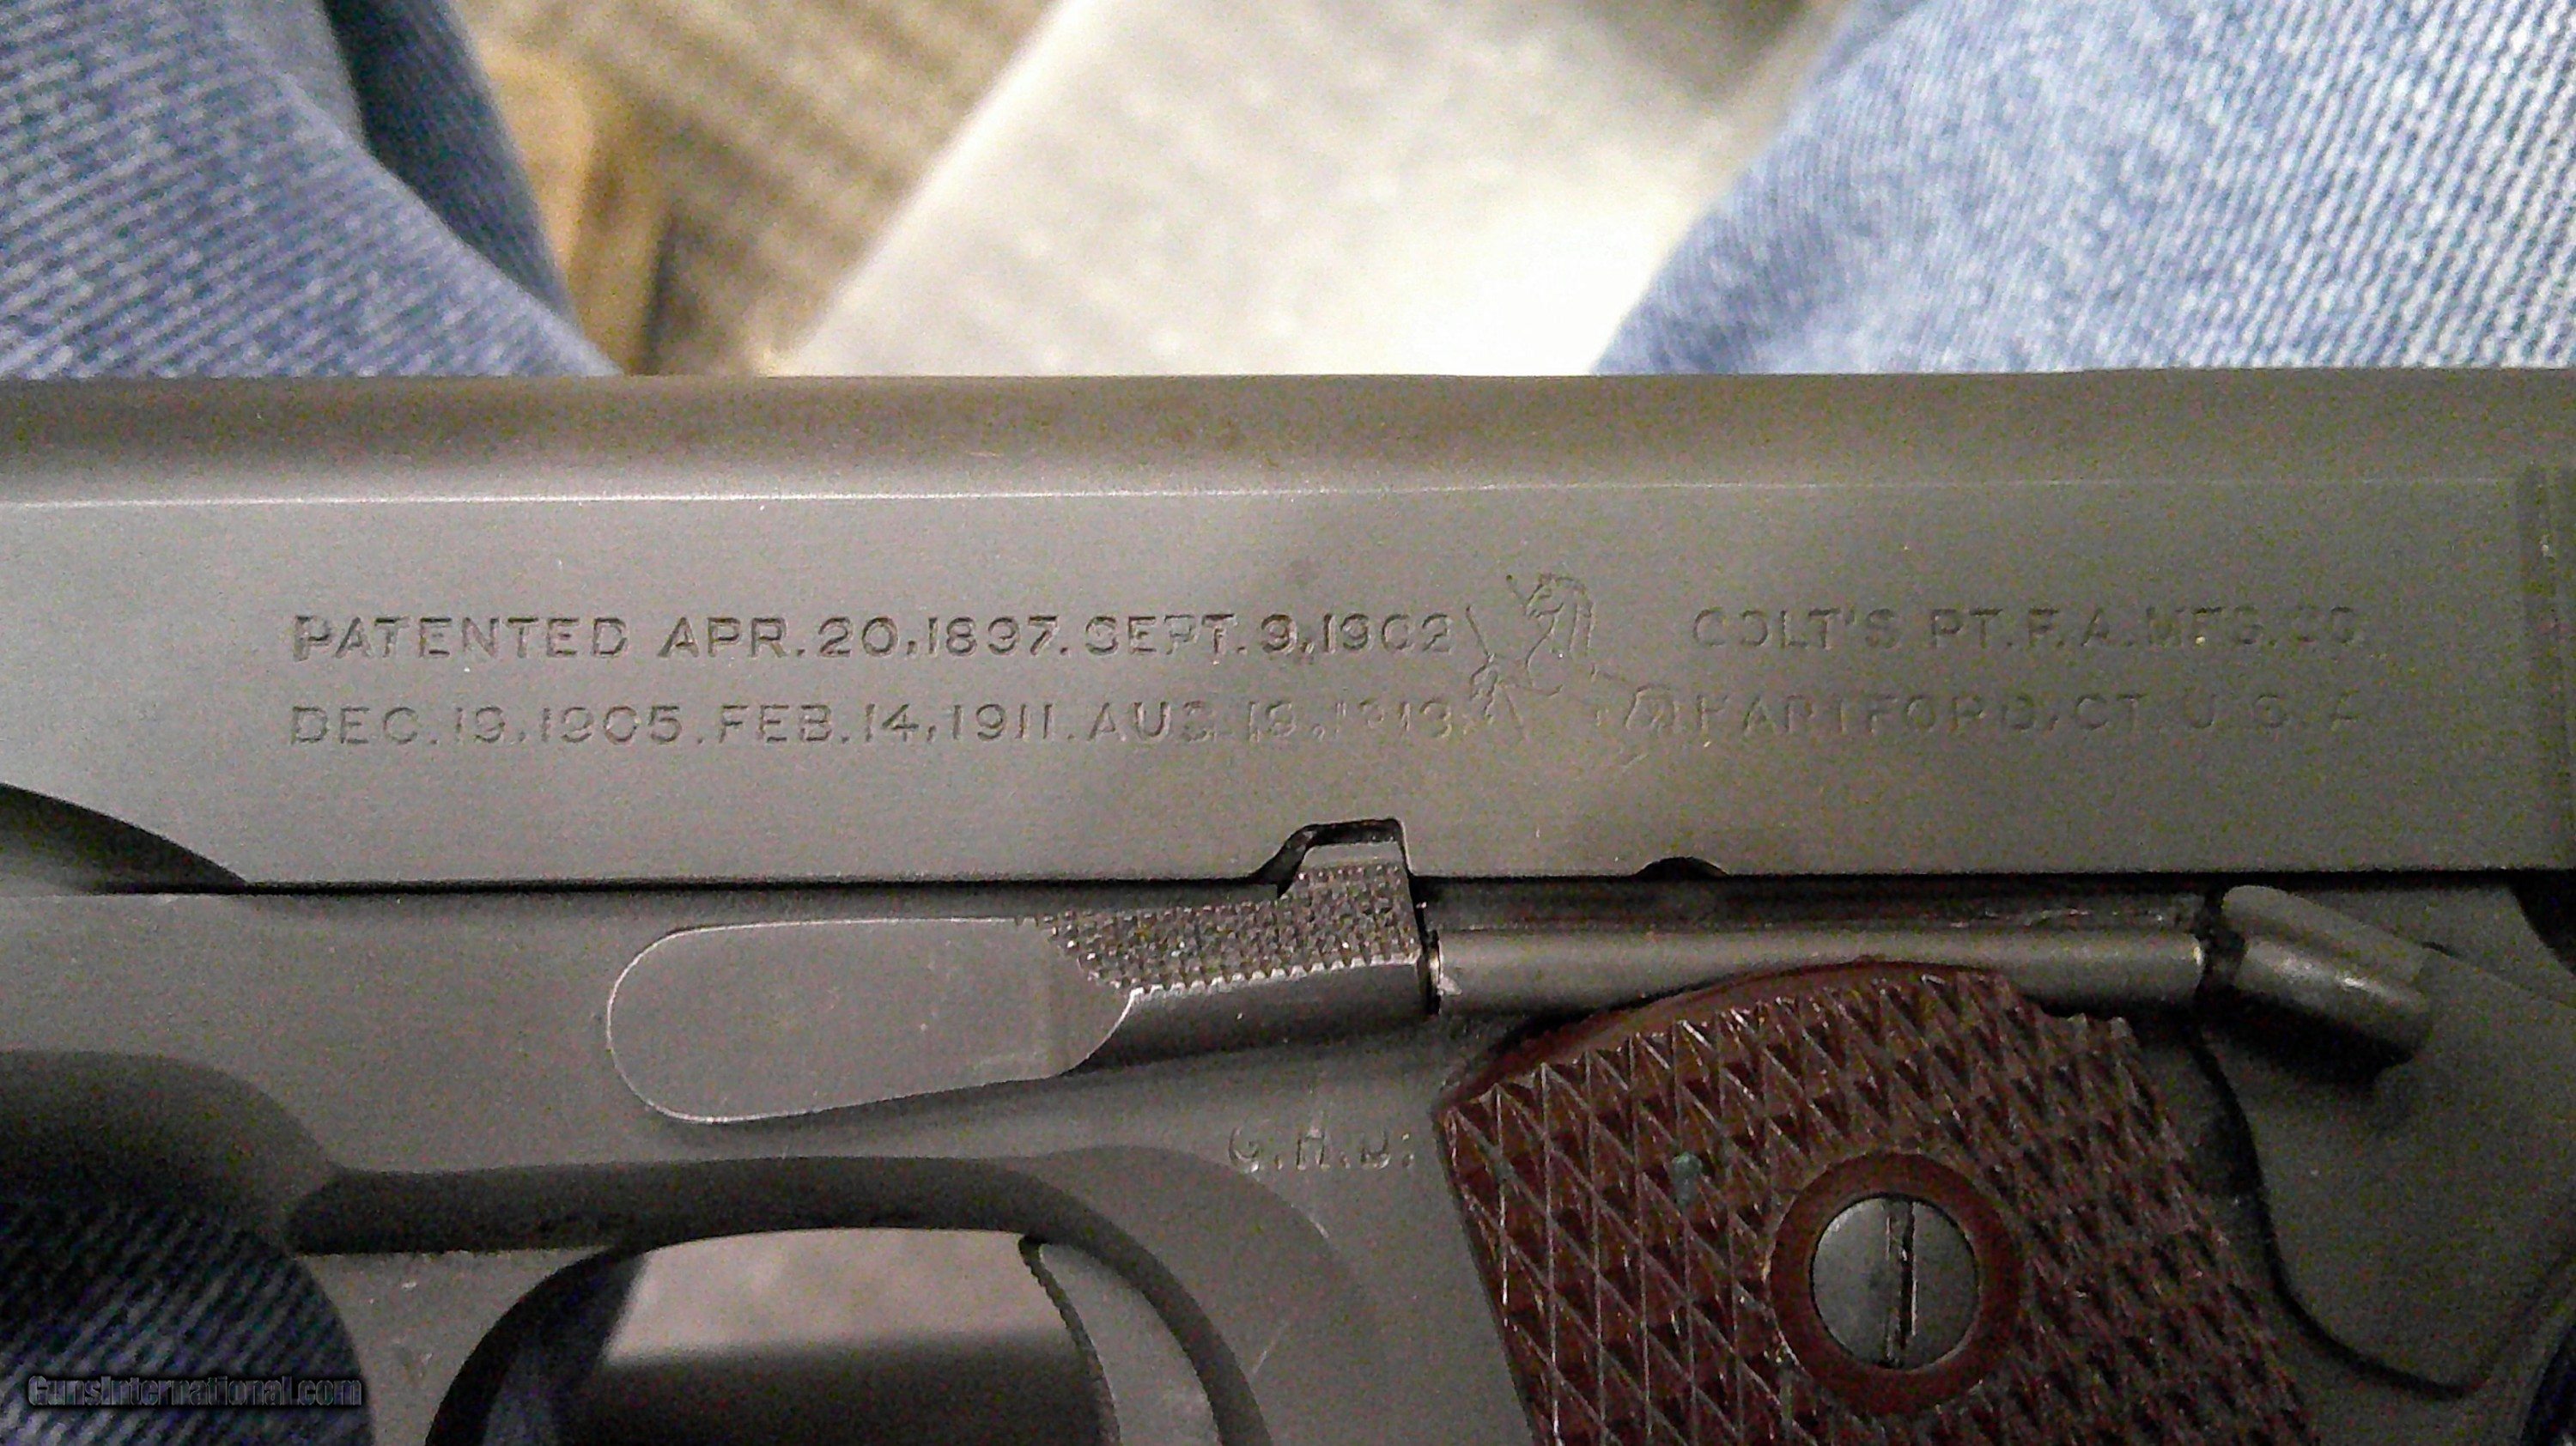 PATENTED APR.20,1897.SEPT.9,1902
DEC.19,1905.FEB.14,1911.AUG.19,1913.
COLT'S PT.F.A.MFG.CO.
HARTFORD,CT.U.S.A
G.H.D.
GunsInternational.com